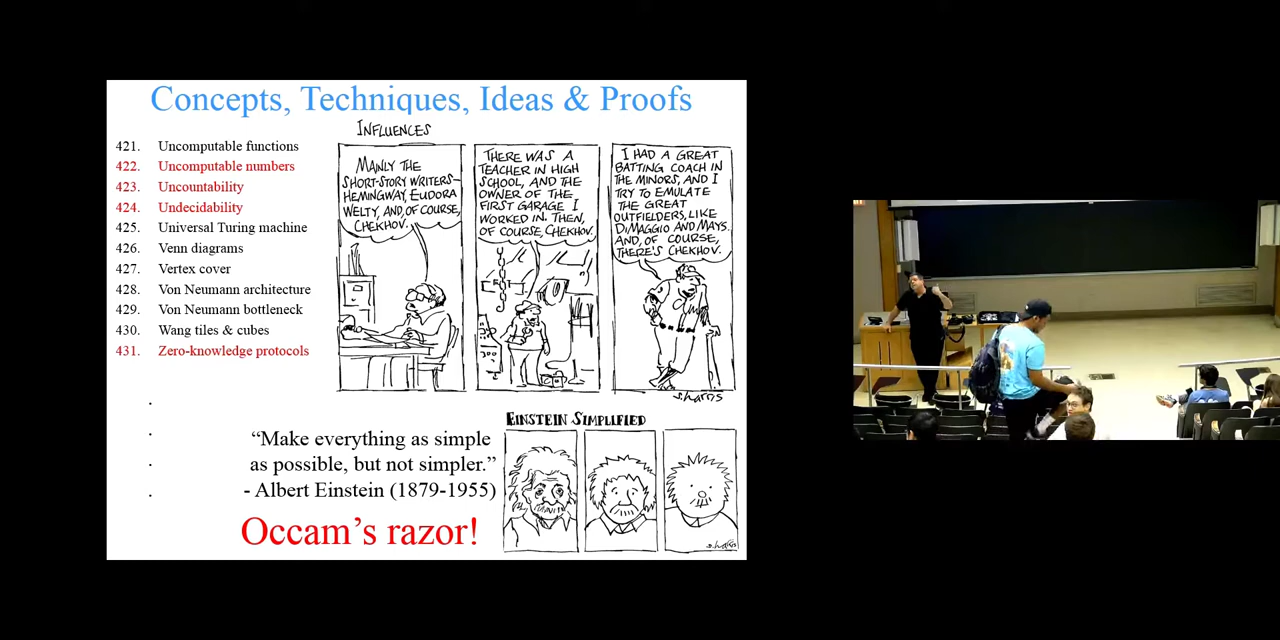 Concepts, Techniques, Ideas & Proofs
421. Uncomputable functions
422. Uncomputable numbers
423. Uncountability
424. Undecidability
425. Universal Turing machine
426. Venn diagrams
427. Vertex cover
428. Von Neumann architecture
429. Von Neumann bottleneck
430. Wang tiles & cubes
431. Zero-knowledge protocols
INFLUENCES
MAINLY THE
SHORT-STORY WRITERS—
HEMINGWAY, EUDORA
WELTY, AND, OF COURSE,
CHEKHOV.
THERE WAS A
TEACHER IN HIGH
SCHOOL, AND THE
OWNER OF THE
FIRST GARAGE I
WORKED IN. THEN,
OF COURSE, CHEKHOV.
I HAD A GREAT
BATTING COACH IN
THE MINORS, AND I
TRY TO EMULATE
THE GREAT
OUTFIELDERS, LIKE
DIMAGGIO AND MAYS.
AND, OF COURSE,
THERE'S CHEKHOV.
S.Harris
“Make everything as simple
as possible, but not simpler.”
- Albert Einstein (1879-1955)
Occam’s razor!
EINSTEIN SIMPLIFIED
S.Harris